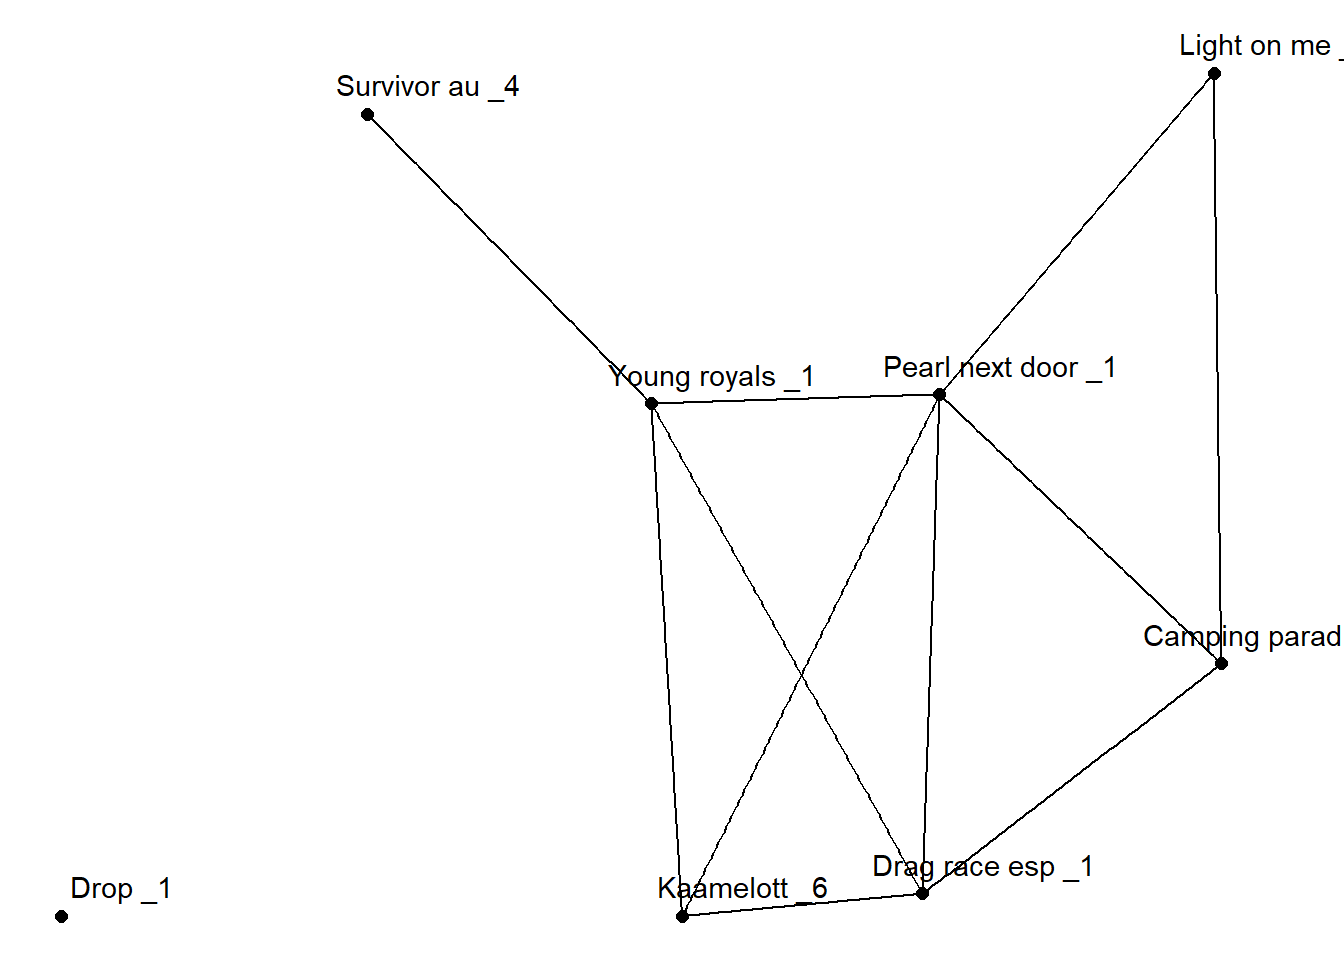 Light on me _
Survivor au _4
Pearl next door _1
Young royals _1
Camping parad
Drag race esp _1
Kaamelott _6
Drop _1